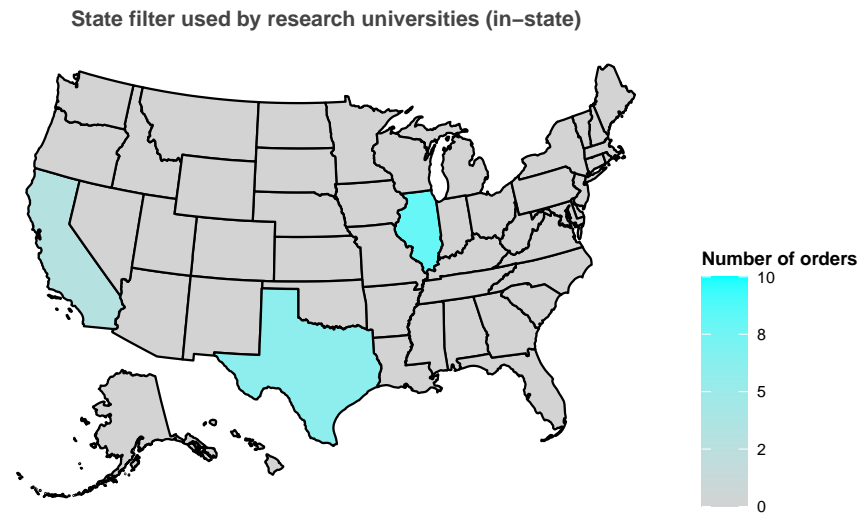 State filter used by research universities (in−state)
Number of orders
10
8
5
2
0